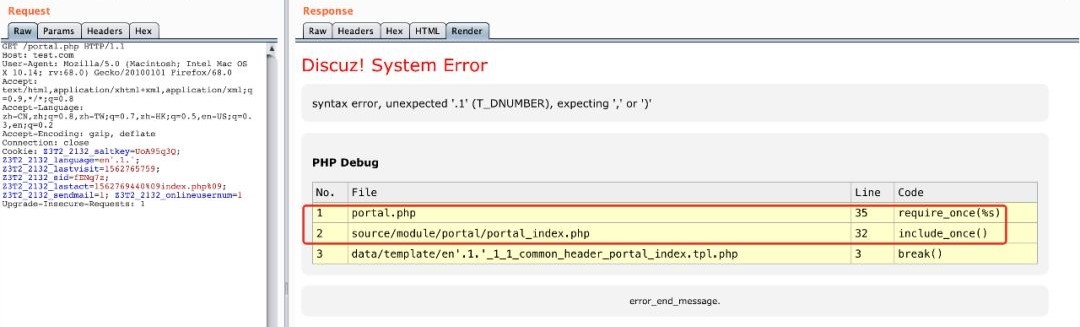 Request
Raw Params Headers Hex
GET /portal.php HTTP/1.1
Host: test.com
User-Agent: Mozilla/5.0 (Macintosh; Intel Mac OS
X 10.14; rv:68.0) Gecko/20100101 Firefox/68.0
Accept:
text/html,application/xhtml+xml,application/xml;q
=0.9,*/*;q=0.8
Accept-Language:
zh-CN,zh;q=0.8,zh-TW;q=0.7,zh-HK;q=0.5,en-US;q=0.
3,en;q=0.2
Accept-Encoding: gzip, deflate
Connection: close
Cookie: Z3T2_2132_saltkey=UoA95q3Q;
Z3T2_2132_language=en'.1.';
Z3T2_2132_lastvisit=1562765759;
Z3T2_2132_sid=fENg7z;
Z3T2_2132_lastact=1562769440%09index.php%09;
Z3T2_2132_sendmail=1; Z3T2_2132_onlineusernum=1
Upgrade-Insecure-Requests: 1
Response
Raw Headers Hex HTML Render
Discuz! System Error
syntax error, unexpected '.1' (T_DNUMBER), expecting ',' or ')'
PHP Debug
No. File Line Code
1 portal.php 35 require_once(%s)
2 source/module/portal/portal_index.php 32 include_once()
3 data/template/en'.1.'_1_1_common_header_portal_index.tpl.php 3 break()
error_end_message.